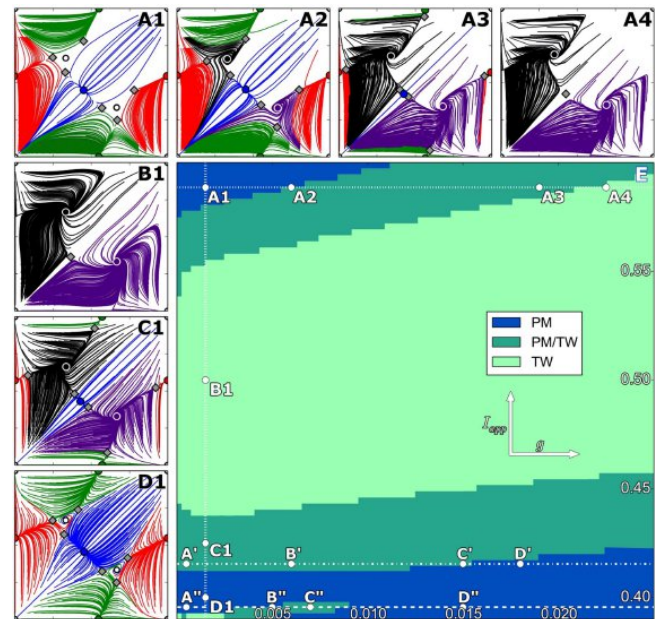 A1
A2
A3
A4
B1
C1
D1
E
A1
A2
A3
A4
0.55
PM
PM/TW
TW
B1
0.50
I_app
g
0.45
C1
A'
B'
C'
D'
A"
D1
B"
C"
D"
0.40
0.005
0.010
0.015
0.020